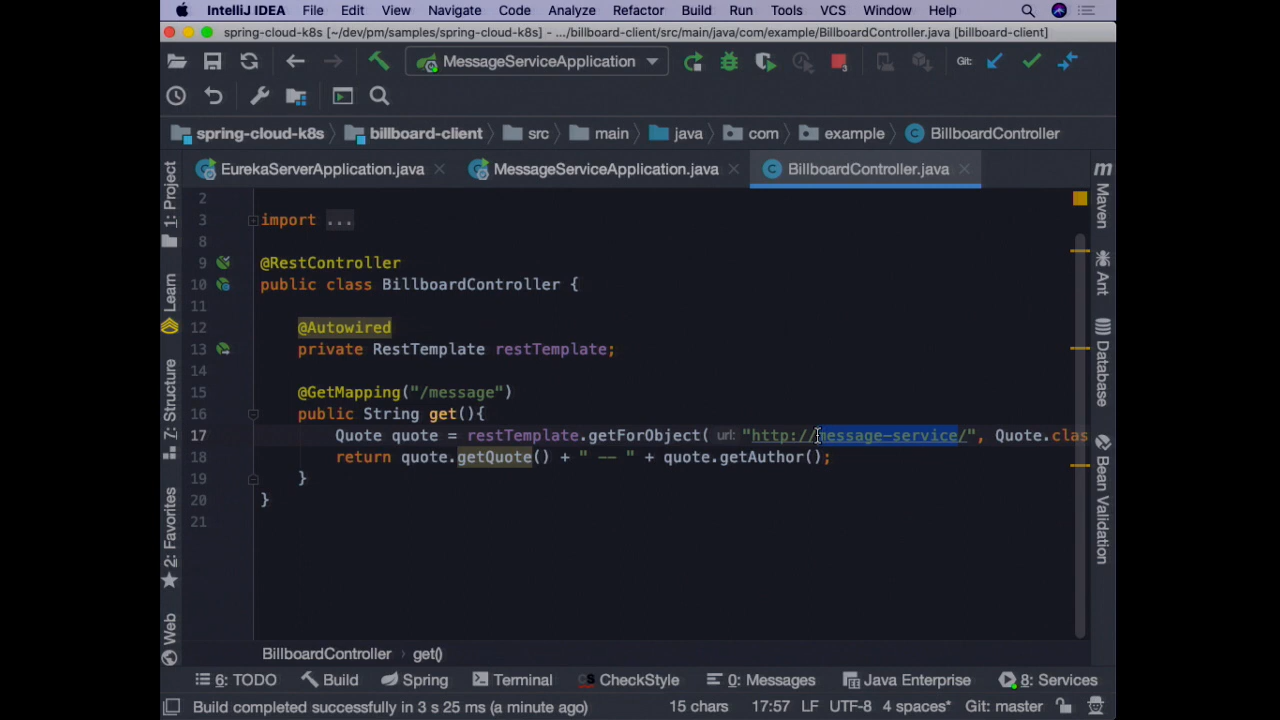 IntelliJ IDEA File Edit View Navigate Code Analyze Refactor Build Run Tools VCS Window Help
spring-cloud-k8s [~/dev/pm/samples/spring-cloud-k8s] - .../billboard-client/src/main/java/com/example/BillboardController.java [billboard-client]
MessageServiceApplication Git:
spring-cloud-k8s billboard-client src main java com example BillboardController
EurekaServerApplication.java MessageServiceApplication.java BillboardController.java
1: Project
Learn
7: Structure
2: Favorites
Web
2
3 import ...
8
9 @RestController
10 public class BillboardController {
11
12 @Autowired
13 private RestTemplate restTemplate;
14
15 @GetMapping("/message")
16 public String get(){
17 Quote quote = restTemplate.getForObject( url: "http://message-service/", Quote.clas
18 return quote.getQuote() + " -- " + quote.getAuthor();
19 }
20 }
21
m Maven
Ant
Database
Bean Validation
BillboardController › get()
6: TODO Build Spring Terminal CS CheckStyle 0: Messages Java Enterprise 8: Services
Build completed successfully in 3 s 25 ms (a minute ago) 15 chars 17:57 LF UTF-8 4 spaces* Git: master